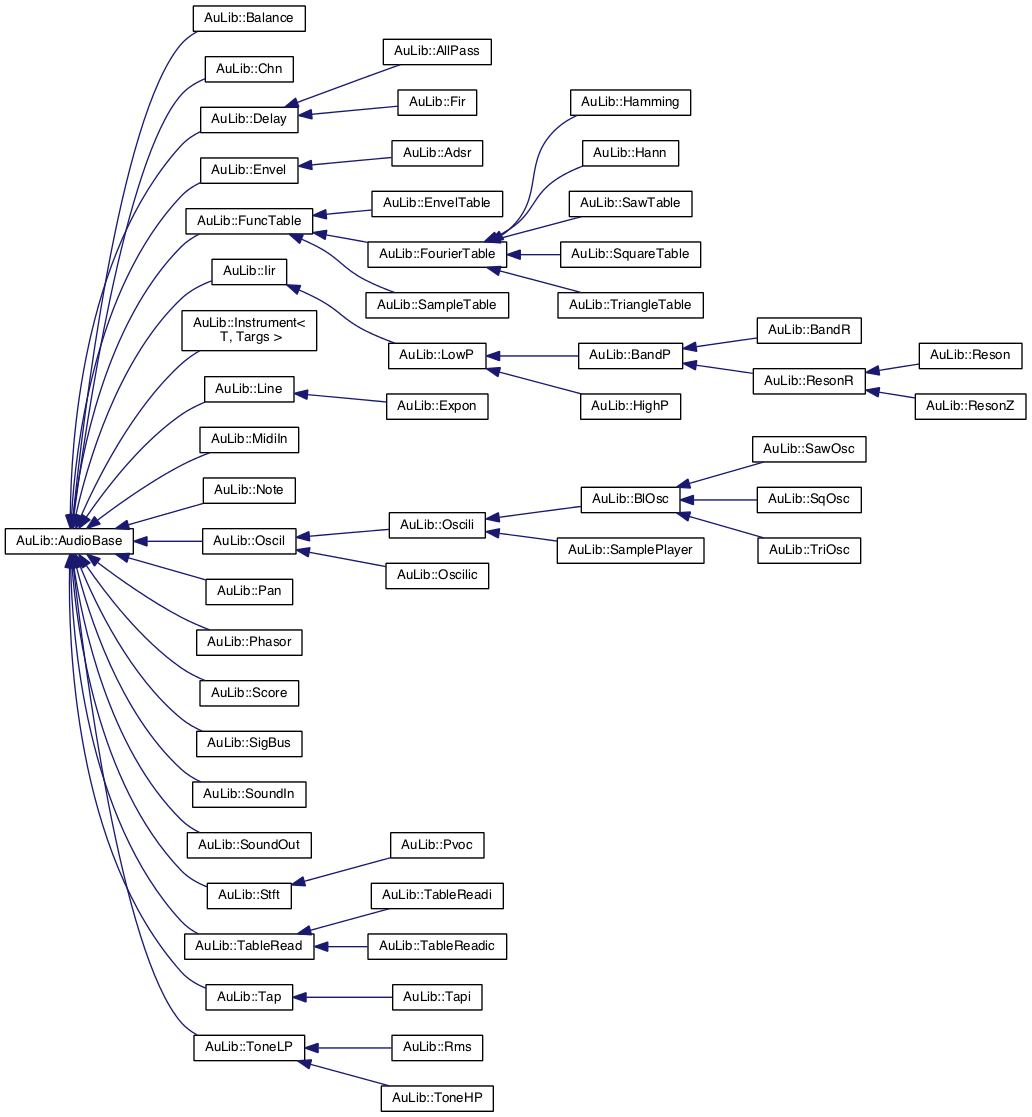 AuLib::Balance
AuLib::AllPass
AuLib::Chn
AuLib::Fir
AuLib::Hamming
AuLib::Delay
AuLib::Adsr
AuLib::Hann
AuLib::Envel
AuLib::EnvelTable
AuLib::SawTable
AuLib::FuncTable
AuLib::FourierTable
AuLib::SquareTable
AuLib::Iir
AuLib::SampleTable
AuLib::TriangleTable
AuLib::Instrument<
T, Targs >
AuLib::BandR
AuLib::LowP
AuLib::BandP
AuLib::Reson
AuLib::ResonR
AuLib::Line
AuLib::Expon
AuLib::HighP
AuLib::ResonZ
AuLib::MidiIn
AuLib::SawOsc
AuLib::Note
AuLib::BlOsc
AuLib::SqOsc
AuLib::Oscili
AuLib::AudioBase
AuLib::Oscil
AuLib::SamplePlayer
AuLib::TriOsc
AuLib::Oscilic
AuLib::Pan
AuLib::Phasor
AuLib::Score
AuLib::SigBus
AuLib::SoundIn
AuLib::SoundOut
AuLib::Pvoc
AuLib::Stft
AuLib::TableReadi
AuLib::TableRead
AuLib::TableReadic
AuLib::Tap
AuLib::Tapi
AuLib::ToneLP
AuLib::Rms
AuLib::ToneHP